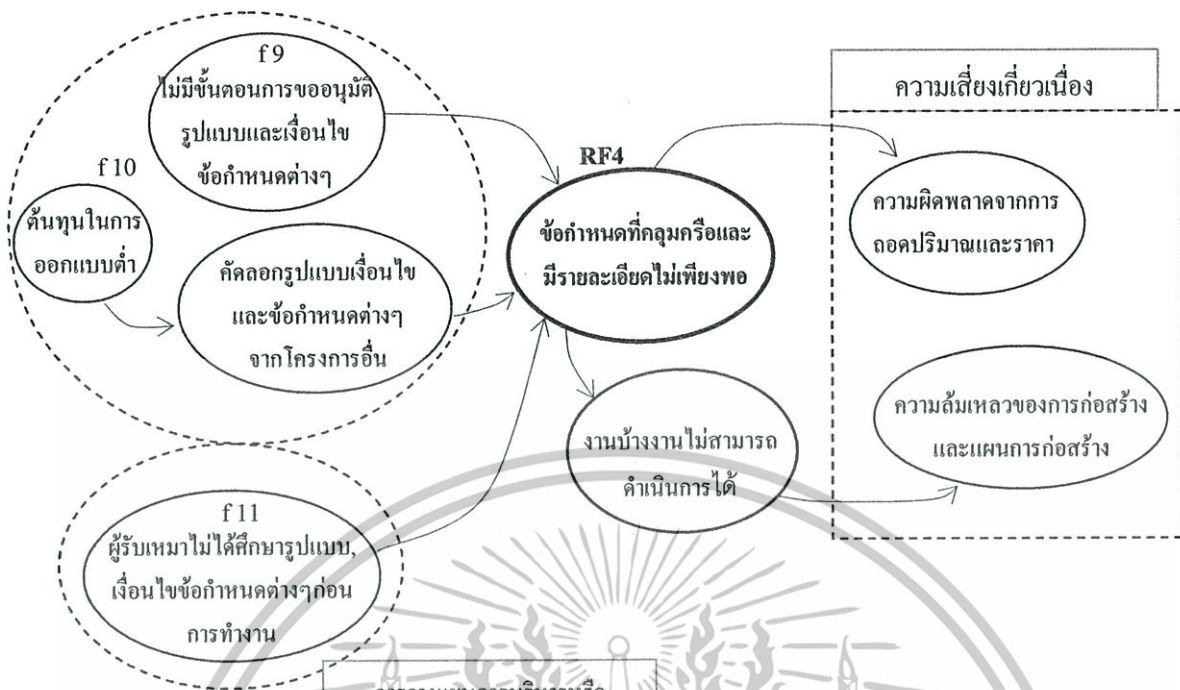 f 9
ไม่มีขั้นตอนการขออนุมัติ
รูปแบบและเงื่อนไข
ข้อกำหนดต่างๆ
f 10
ต้นทุนในการ
ออกแบบต่ำ
คัดลอกรูปแบบเงื่อนไข
และข้อกำหนดต่างๆ
จากโครงการอื่น
f 11
ผู้รับเหมาไม่ได้ศึกษารูปแบบ,
เงื่อนไขข้อกำหนดต่างๆก่อน
การทำงาน
RF4
ข้อกำหนดที่คลุมครือและ
มีรายละเอียดไม่เพียงพอ
งานบ้างงานไม่สามารถ
ดำเนินการได้
ความเสี่ยงเกี่ยวเนื่อง
ความผิดพลาดจากการ
ถอดปริมาณและราคา
ความล้มเหลวของการก่อสร้าง
และแผนการก่อสร้าง